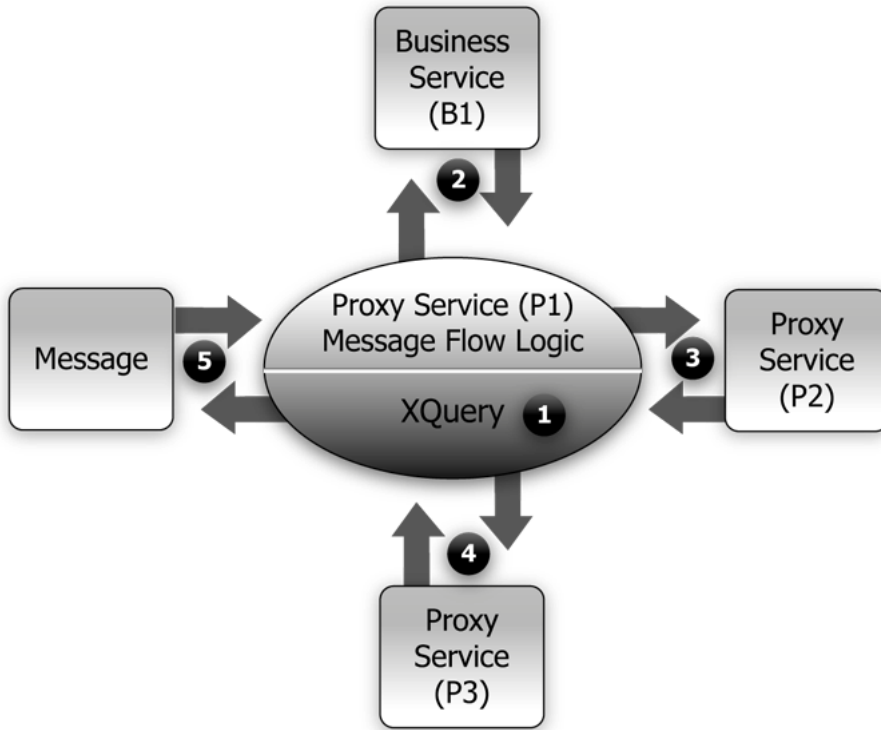 Business
Service
(B1)
2
Proxy Service (P1)
Message Flow Logic
Message
5
3
Proxy
Service
(P2)
XQuery
1
4
Proxy
Service
(P3)